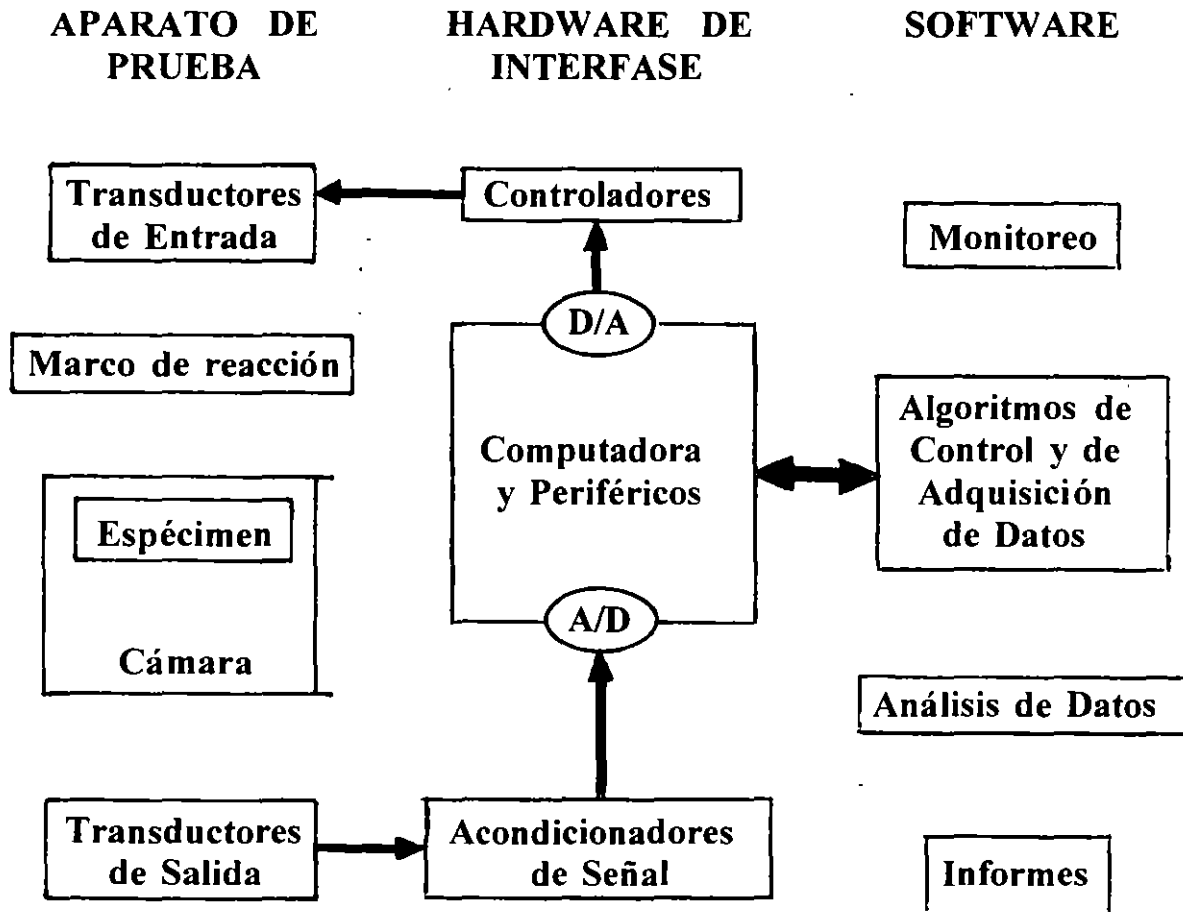 APARATO DE
PRUEBA
HARDWARE DE
INTERFASE
SOFTWARE
Transductores
de Entrada
Marco de reacción
Espécimen
Cámara
Transductores
de Salida
Controladores
D/A
Computadora
y Periféricos
A/D
Acondicionadores
de Señal
Monitoreo
Algoritmos de
Control y de
Adquisición
de Datos
Análisis de Datos
Informes